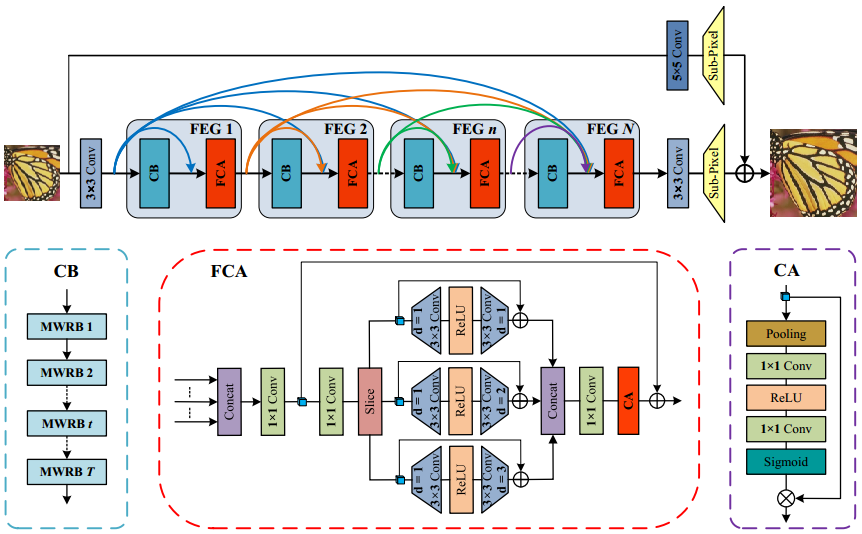 5×5 Conv
Sub-Pixel
FEG 1
FEG 2
FEG n
FEG N
3×3 Conv
CB
FCA
CB
FCA
CB
FCA
CB
FCA
3×3 Conv
Sub-Pixel
CB
MWRB 1
MWRB 2
MWRB t
MWRB T
FCA
Concat
1×1 Conv
1×1 Conv
Slice
d = 1
3×3 Conv
ReLU
3×3 Conv
d = 1
d = 1
3×3 Conv
ReLU
3×3 Conv
d = 2
d = 1
3×3 Conv
ReLU
3×3 Conv
d = 3
Concat
1×1 Conv
CA
CA
Pooling
1×1 Conv
ReLU
1×1 Conv
Sigmoid